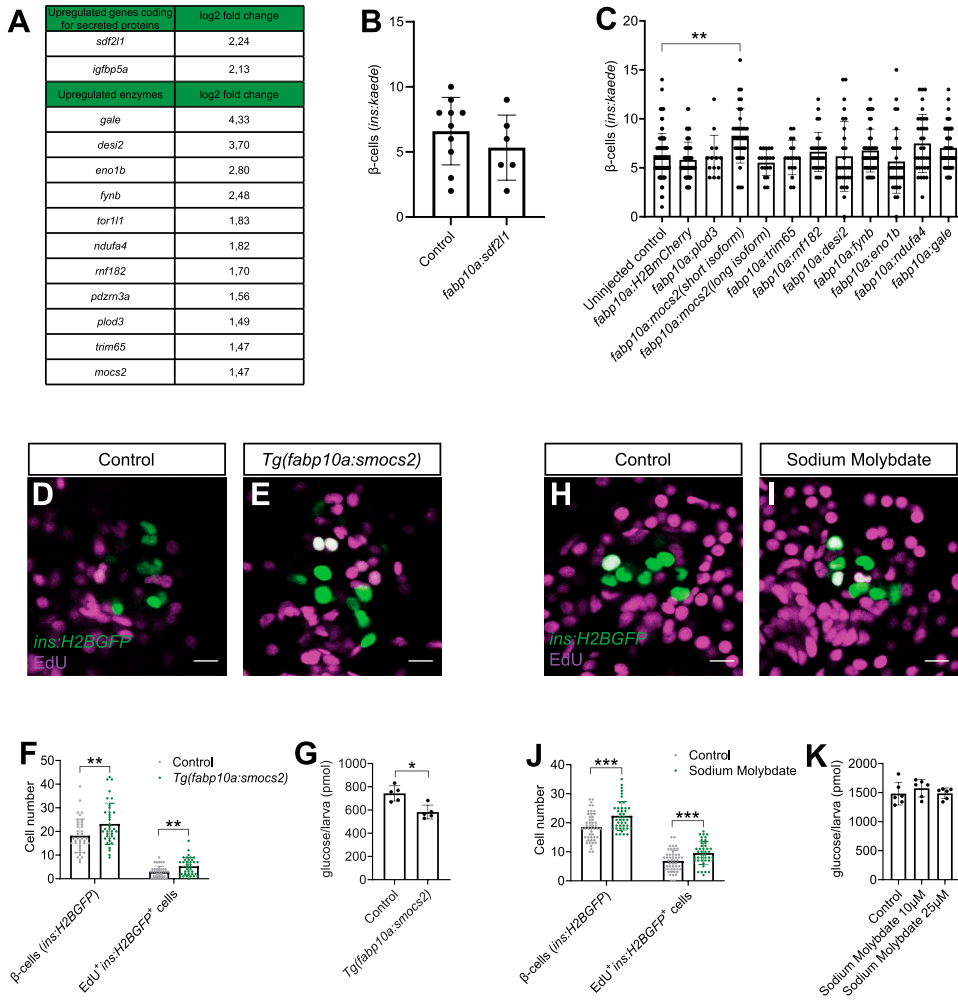 A
Upregulated genes coding for secreted proteins log2 fold change
sdf2l1 2,24
igfbp5a 2,13
Upregulated enzymes log2 fold change
gale 4,33
desi2 3,70
eno1b 2,80
fynb 2,48
tor1l1 1,83
ndufa4 1,82
rnf182 1,70
pdzrn3a 1,56
plod3 1,49
trim65 1,47
mocs2 1,47
B
β-cells (ins:kaede)
15
10
5
0
Control
fabp10a:sdf2l1
C
β-cells (ins:kaede)
20
15
10
5
0
**
Uninjected control
fabp10a:H2BmCherry
fabp10a:plod3
fabp10a:mocs2(short isoform)
fabp10a:mocs2(long isoform)
fabp10a:trim65
fabp10a:rnf182
fabp10a:desi2
fabp10a:fynb
fabp10a:eno1b
fabp10a:ndufa4
fabp10a:gale
Control
D
ins:H2BGFP
EdU
Tg(fabp10a:smocs2)
E
Control
H
ins:H2BGFP
EdU
Sodium Molybdate
I
F
Control
Tg(fabp10a:smocs2)
Cell number
50
40
30
20
10
0
**
**
β-cells (ins:H2BGFP)
EdU+ins:H2BGFP+ cells
G
glucose/larva (pmol)
1000
800
600
400
200
0
*
Control
Tg(fabp10a:smocs2)
J
Control
Sodium Molybdate
Cell number
40
30
20
10
0
***
***
β-cells (ins:H2BGFP)
EdU+ins:H2BGFP+ cells
K
glucose/larva (pmol)
2000
1500
1000
500
0
Control
Sodium Molybdate 10μM
Sodium Molybdate 25μM